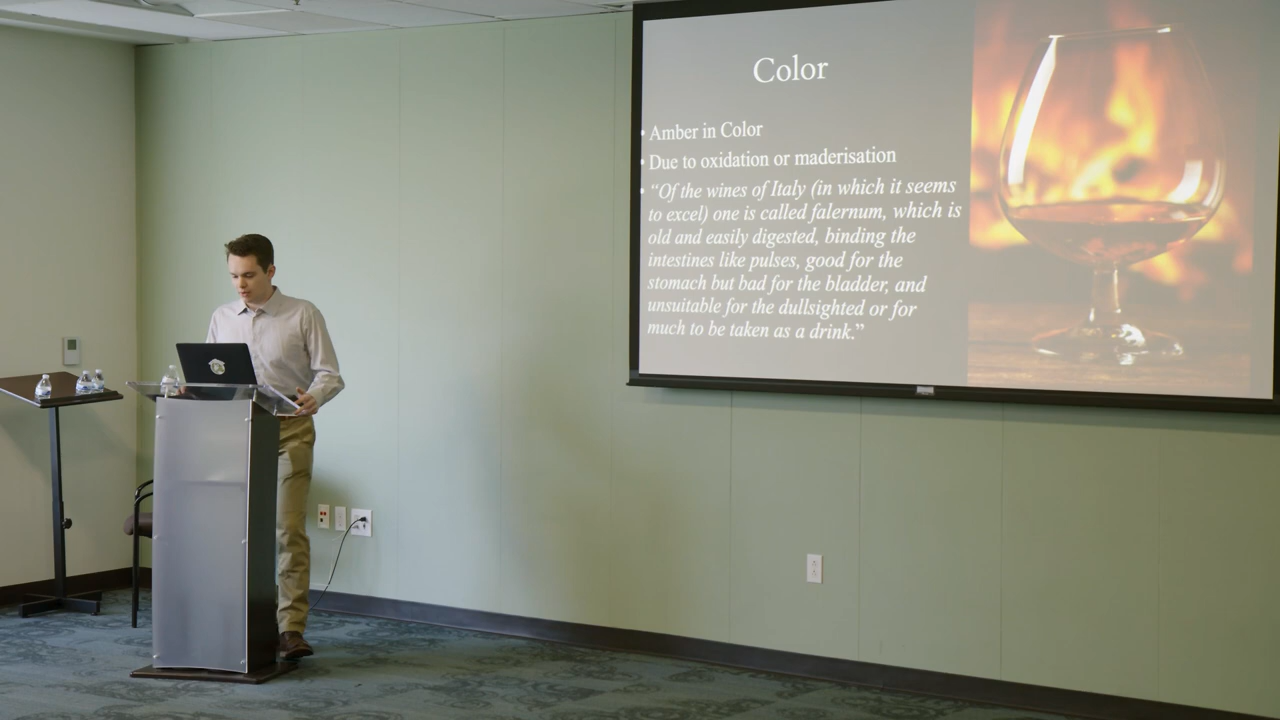 Color
• Amber in Color
• Due to oxidation or maderisation
• “Of the wines of Italy (in which it seems
to excel) one is called falernum, which is
old and easily digested, binding the
intestines like pulses, good for the
stomach but bad for the bladder, and
unsuitable for the dullsighted or for
much to be taken as a drink.”